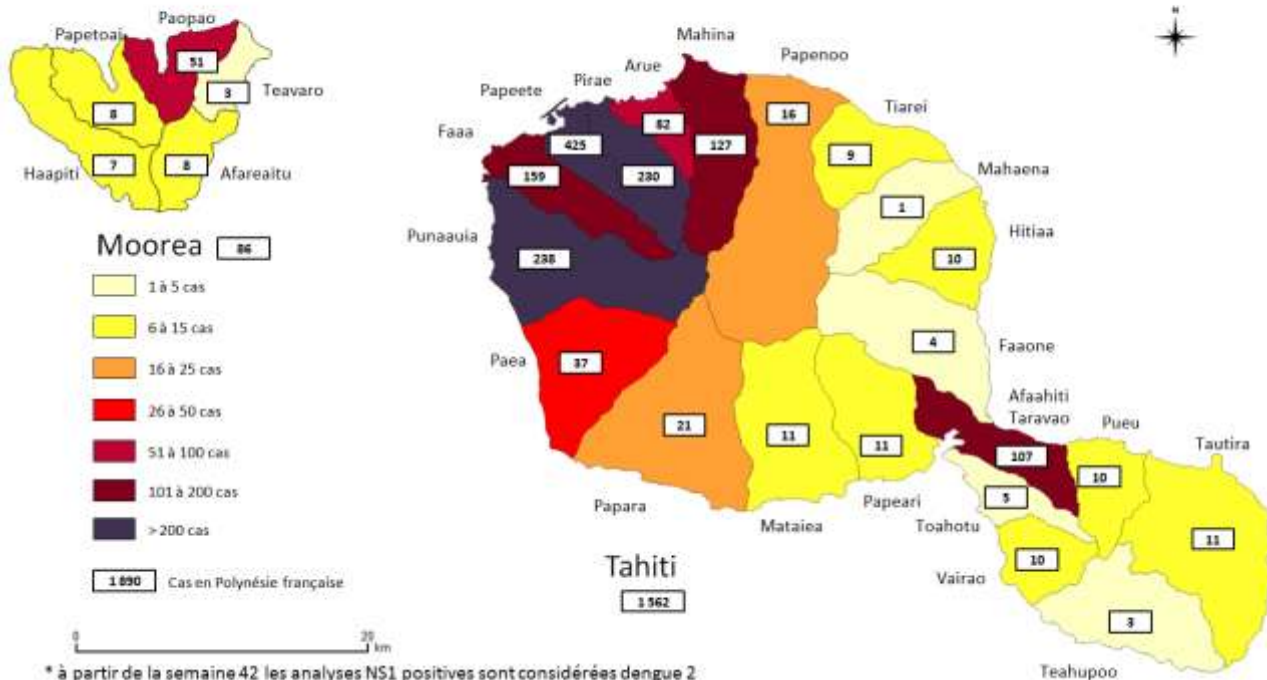 Paopao
Papetoai
51
3
Teavaro
8
7
8
Haapiti
Afareaitu
Moorea 86
1 à 5 cas
6 à 15 cas
16 à 25 cas
26 à 50 cas
51 à 100 cas
101 à 200 cas
>200 cas
1 890 Cas en Polynésie française
0 20
km
N
Mahina
Papenoo
Arue
Pirae
Papeete
Faaa
Tiarei
Mahaena
Hitiaa
Punaauia
Paea
Faaone
Afaahiti
Taravao
Pueu
Tautira
Papara
Mataiea
Papeari
Toahotu
Vairao
Teahupoo
425
82
127
16
9
159
230
1
10
238
4
37
21
11
11
107
10
5
11
10
3
Tahiti
1 562
* à partir de la semaine 42 les analyses NS1 positives sont considérées dengue 2